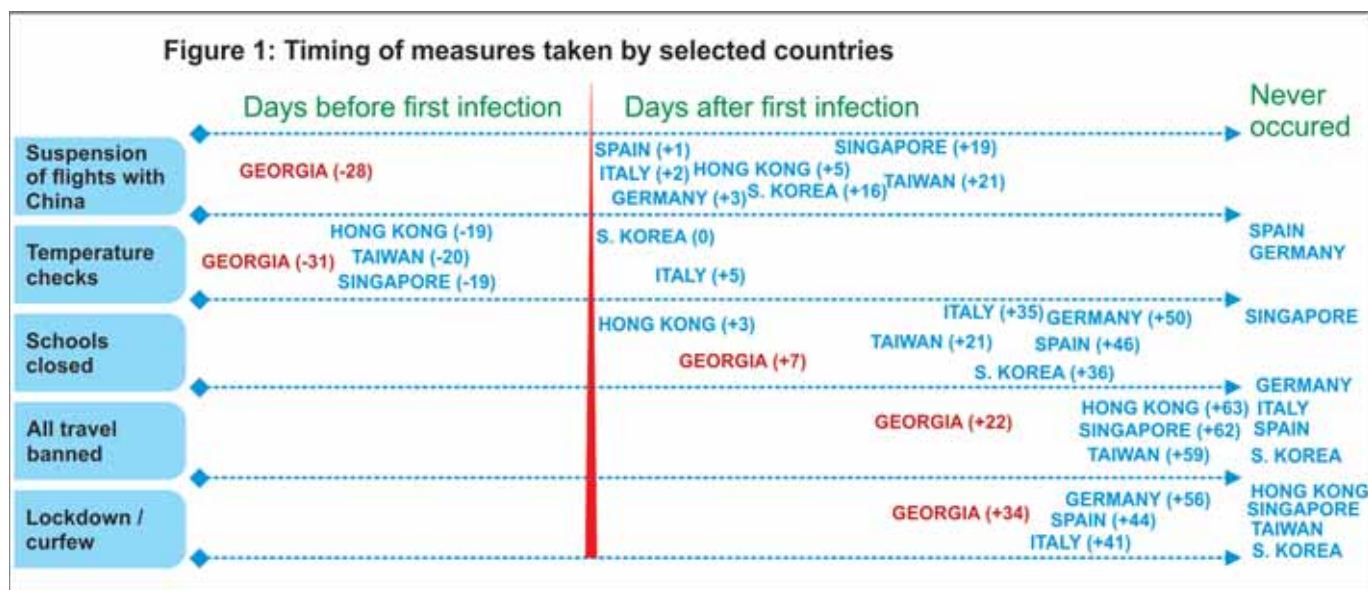 Figure 1: Timing of measures taken by selected countries
Days before first infection
Days after first infection
Never
occured
Suspension
of flights with
China
GEORGIA (-28)
SPAIN (+1)
SINGAPORE (+19)
ITALY (+2)
HONG KONG (+5)
TAIWAN (+21)
GERMANY (+3)
S. KOREA (+16)
Temperature
checks
HONG KONG (-19)
GEORGIA (-31)
TAIWAN (-20)
SINGAPORE (-19)
S. KOREA (0)
ITALY (+5)
SPAIN
GERMANY
Schools
closed
HONG KONG (+3)
GEORGIA (+7)
ITALY (+35)
GERMANY (+50)
TAIWAN (+21)
SPAIN (+46)
S. KOREA (+36)
SINGAPORE
All travel
banned
GEORGIA (+22)
HONG KONG (+63)
SINGAPORE (+62)
TAIWAN (+59)
GERMANY
ITALY
SPAIN
S. KOREA
Lockdown /
curfew
GEORGIA (+34)
GERMANY (+56)
SPAIN (+44)
ITALY (+41)
HONG KONG
SINGAPORE
TAIWAN
S. KOREA